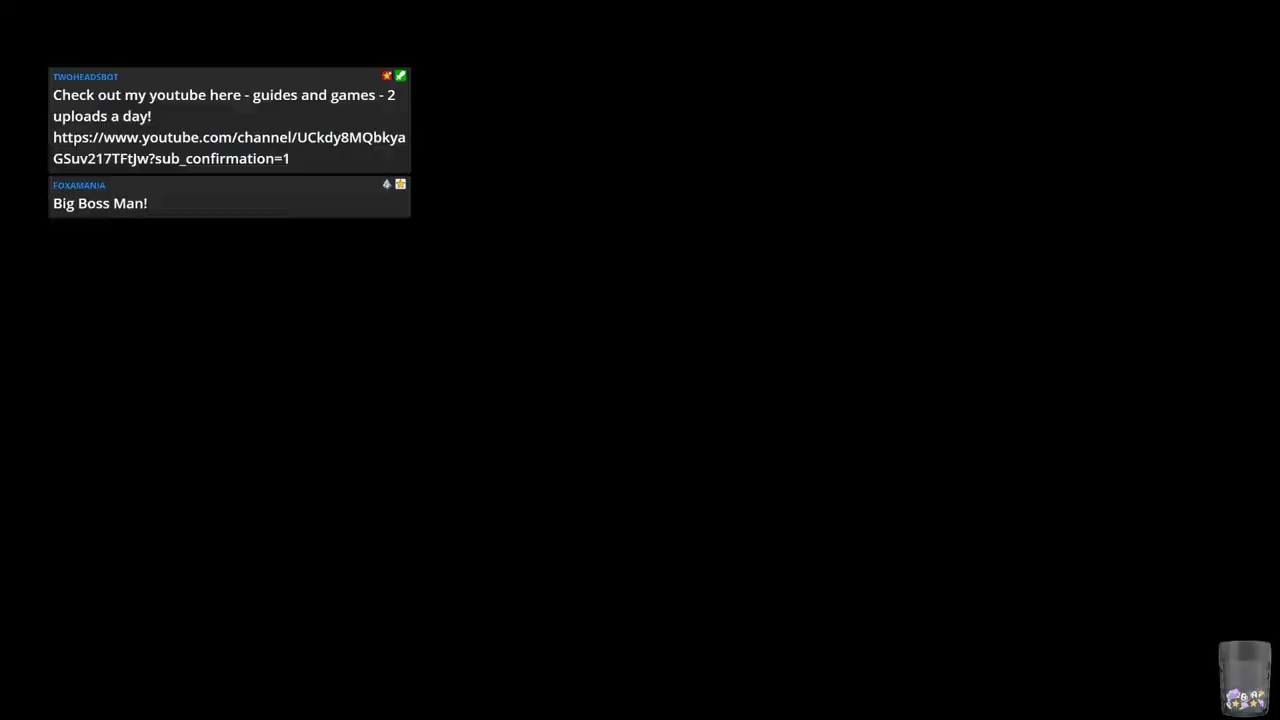 TWOHEADSBOT
Check out my youtube here - guides and games - 2
uploads a day!
https://www.youtube.com/channel/UCkdy8MQbkya
GSuv217TFtJw?sub_confirmation=1
FOXAMANIA
Big Boss Man!